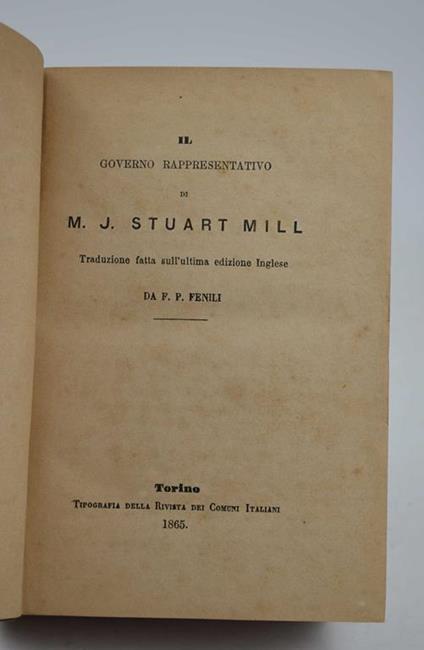 IL
GOVERNO RAPPRESENTATIVO
DI
M. J. STUART MILL
Traduzione fatta sull'ultima edizione Inglese
DA F. P. FENILI
Torino
TIPOGRAFIA DELLA RIVISTA DEI COMUNI ITALIANI
1865.